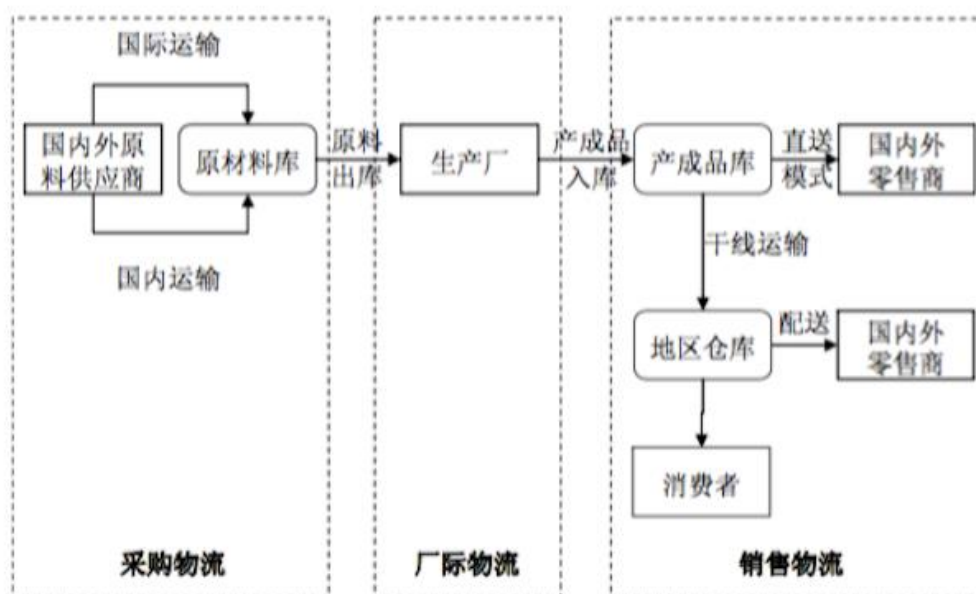 国际运输
国内外原
料供应商
原材料库
国内运输
原料
出库
生产厂
产成品
入库
产成品库
直送
模式
国内外
零售商
干线运输
地区仓库
配送
国内外
零售商
消费者
采购物流
厂际物流
销售物流